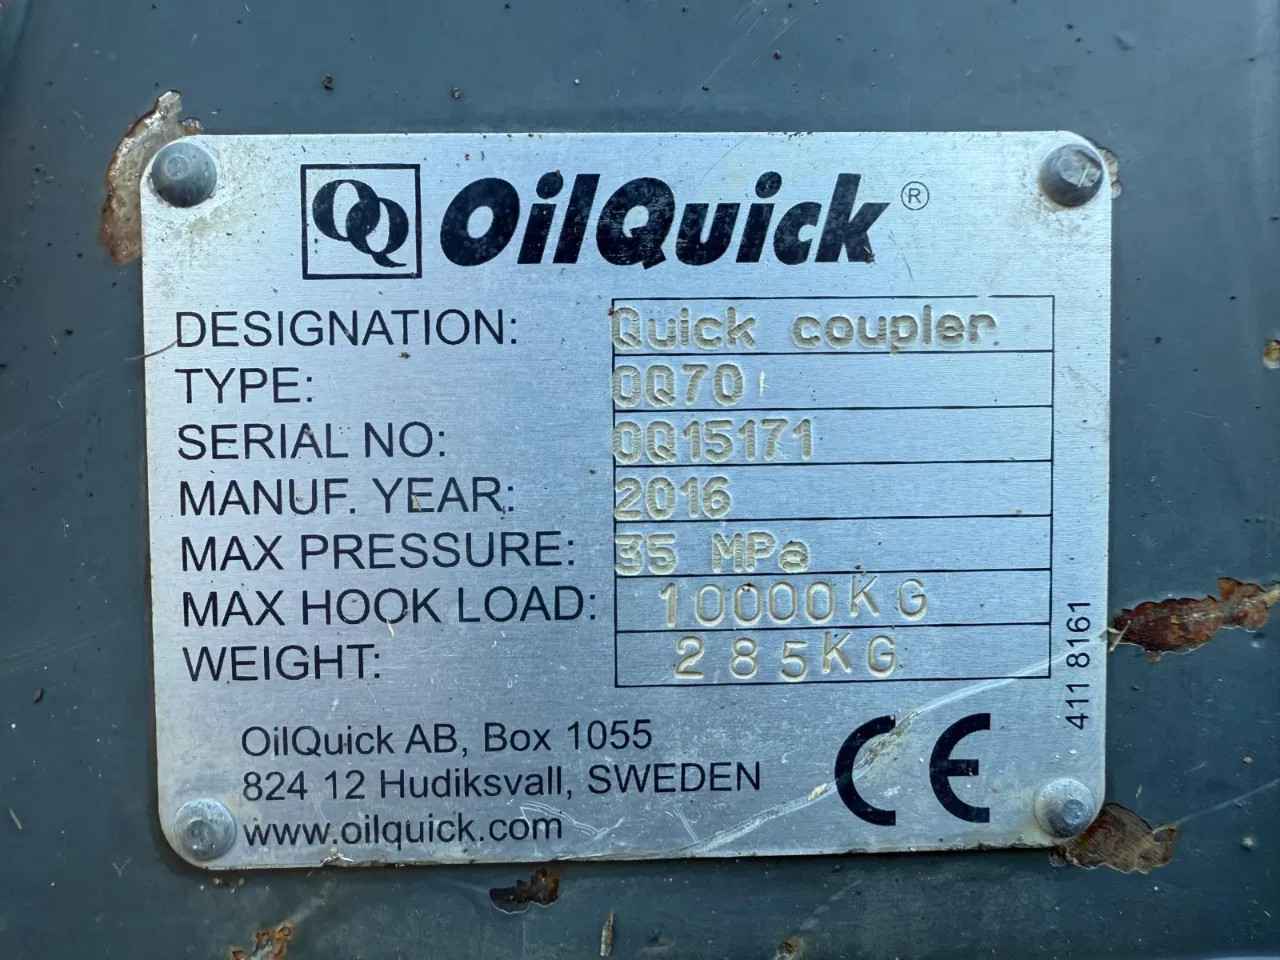 QQ OilQuick ®
DESIGNATION: Quick coupler
TYPE: OQ70
SERIAL NO: OQ15171
MANUF. YEAR: 2016
MAX PRESSURE: 35 MPa
MAX HOOK LOAD: 10000KG
WEIGHT: 285KG
411 8161
OilQuick AB, Box 1055
824 12 Hudiksvall, SWEDEN
www.oilquick.com
CE